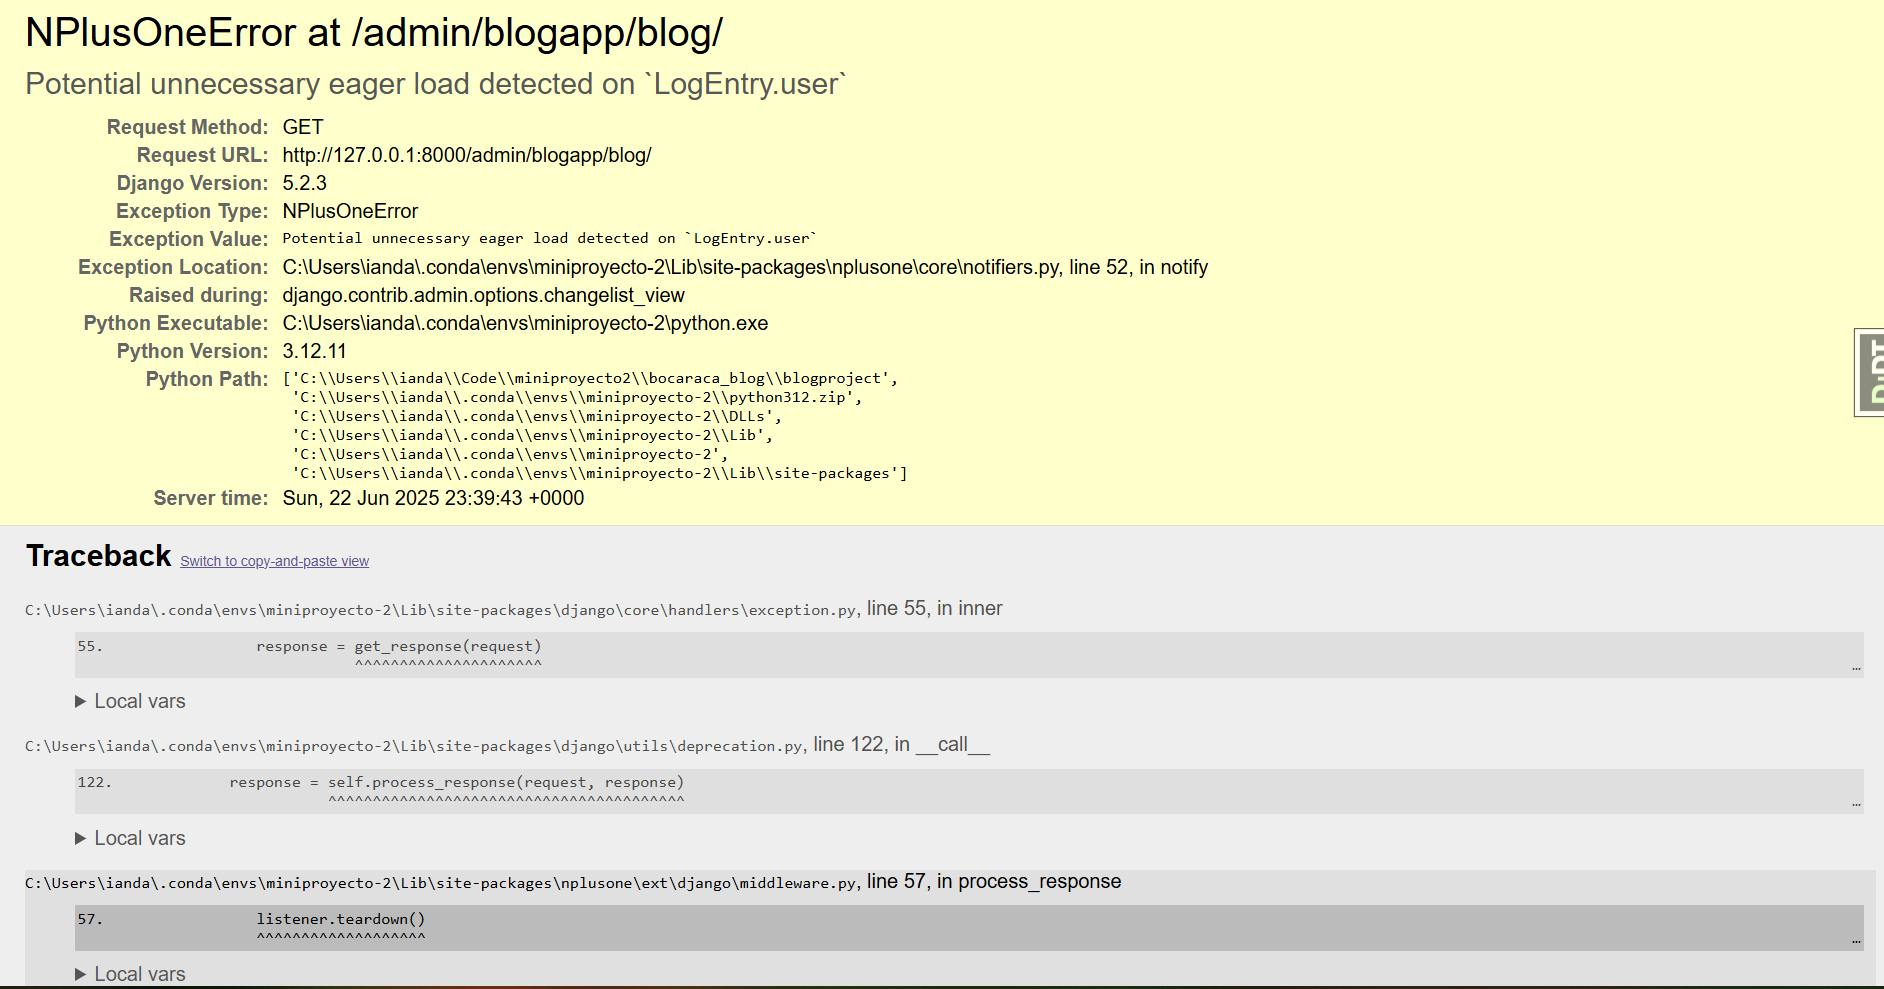 NPlusOneError at /admin/blogapp/blog/
Potential unnecessary eager load detected on `LogEntry.user`
Request Method: GET
Request URL: http://127.0.0.1:8000/admin/blogapp/blog/
Django Version: 5.2.3
Exception Type: NPlusOneError
Exception Value: Potential unnecessary eager load detected on `LogEntry.user`
Exception Location: C:\Users\ianda\.conda\envs\miniproyecto-2\Lib\site-packages\nplusone\core\notifiers.py, line 52, in notify
Raised during: django.contrib.admin.options.changelist_view
Python Executable: C:\Users\ianda\.conda\envs\miniproyecto-2\python.exe
Python Version: 3.12.11
Python Path: ['C:\\Users\\ianda\\Code\\miniproyecto2\\bocaraca_blog\\blogproject',
'C:\\Users\\ianda\\.conda\\envs\\miniproyecto-2\\python312.zip',
'C:\\Users\\ianda\\.conda\\envs\\miniproyecto-2\\DLLs',
'C:\\Users\\ianda\\.conda\\envs\\miniproyecto-2\\Lib',
'C:\\Users\\ianda\\.conda\\envs\\miniproyecto-2',
'C:\\Users\\ianda\\.conda\\envs\\miniproyecto-2\\Lib\\site-packages']
Server time: Sun, 22 Jun 2025 23:39:43 +0000
DjDT
Traceback Switch to copy-and-paste view
C:\Users\ianda\.conda\envs\miniproyecto-2\Lib\site-packages\django\core\handlers\exception.py, line 55, in inner
55. response = get_response(request)
^^^^^^^^^^^^^^^^^^^^^
…
Local vars
C:\Users\ianda\.conda\envs\miniproyecto-2\Lib\site-packages\django\utils\deprecation.py, line 122, in __call__
122. response = self.process_response(request, response)
^^^^^^^^^^^^^^^^^^^^^^^^^^^^^^^^^^^^^^^^
…
Local vars
C:\Users\ianda\.conda\envs\miniproyecto-2\Lib\site-packages\nplusone\ext\django\middleware.py, line 57, in process_response
57. listener.teardown()
^^^^^^^^^^^^^^^^^^^
…
Local vars